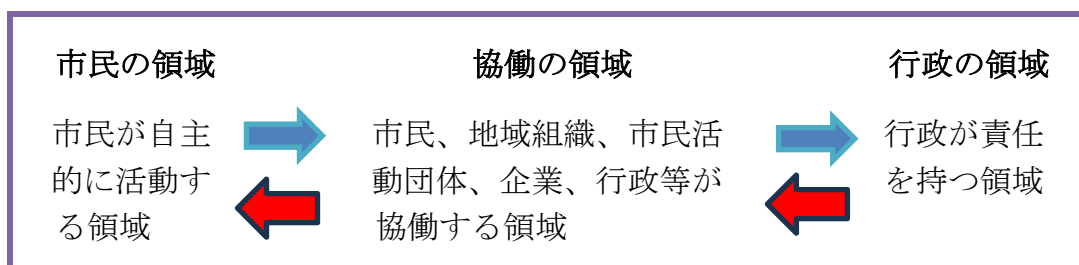 市民の領域
市民が自主
的に活動す
る領域
協働の領域
市民、地域組織、市民活
動団体、企業、行政等が
協働する領域
行政の領域
行政が責任
を持つ領域